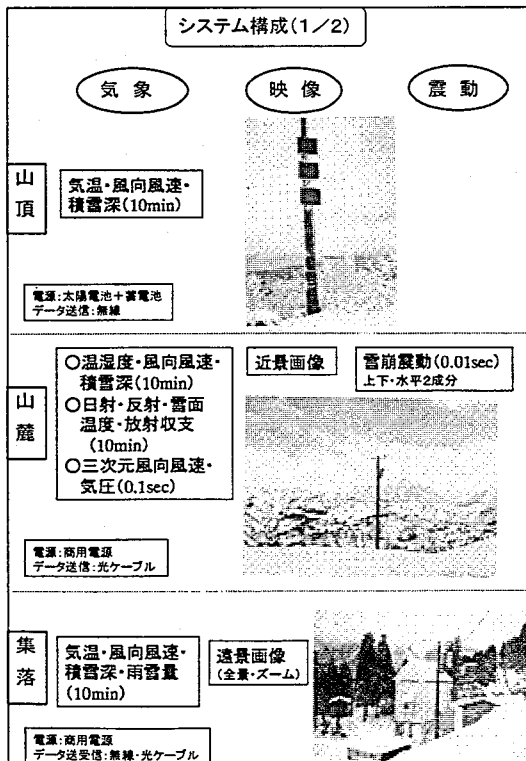 システム構成(1/2)
気象
映像
震動
山頂
気温・風向風速・
積雪深(10min)
電源:太陽電池+蓄電池
データ送信:無線
山麓
○温湿度・風向風速・
積雪深(10min)
○日射・反射・雪面
温度・放射収支
(10min)
○三次元風向風速・
気圧(0.1sec)
近景画像
雪崩震動(0.01sec)
上下・水平2成分
電源:商用電源
データ送信:光ケーブル
集落
気温・風向風速・
積雪深・雨雪量
(10min)
遠景画像
(全景・ズーム)
電源:商用電源
データ送受信:無線・光ケーブル